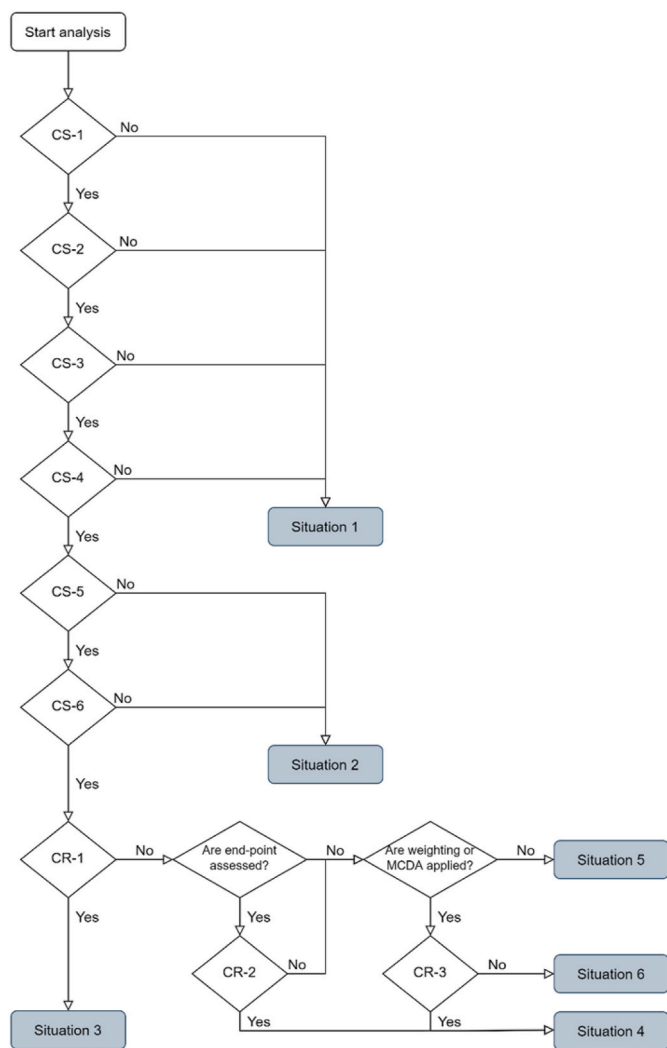 Start analysis
CS-1
No
Yes
CS-2
No
Yes
CS-3
No
Yes
CS-4
No
Situation 1
Yes
CS-5
No
Yes
CS-6
No
Situation 2
Yes
CR-1
No
Are end-point
assessed?
No
Are weighting or
MCDA applied?
No
Situation 5
Yes
Yes
Yes
CR-2
No
CR-3
No
Situation 6
Situation 3
Yes
Yes
Situation 4